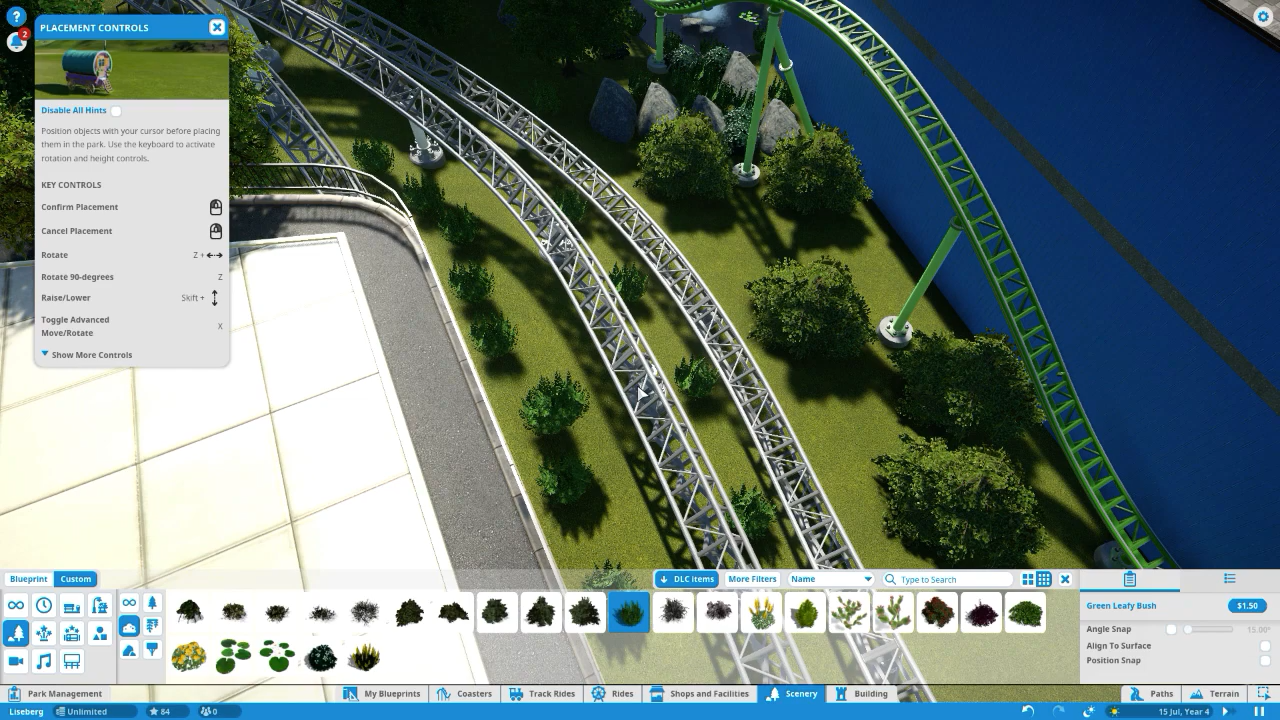 ?
2
PLACEMENT CONTROLS
Disable All Hints
Position objects with your cursor before placing
them in the park. Use the keyboard to activate
rotation and height controls.
KEY CONTROLS
Confirm Placement
Cancel Placement
Rotate Z +
Rotate 90-degrees Z
Raise/Lower Skift +
Toggle Advanced
Move/Rotate X
Show More Controls
Blueprint Custom
DLC items More Filters Name Type to Search
Green Leafy Bush $1.50
Angle Snap 15.00°
Align To Surface
Position Snap
Park Management My Blueprints Coasters Track Rides Rides Shops and Facilities Scenery Building Paths Terrain
Liseberg Unlimited 84 0 15 Jul, Year 4